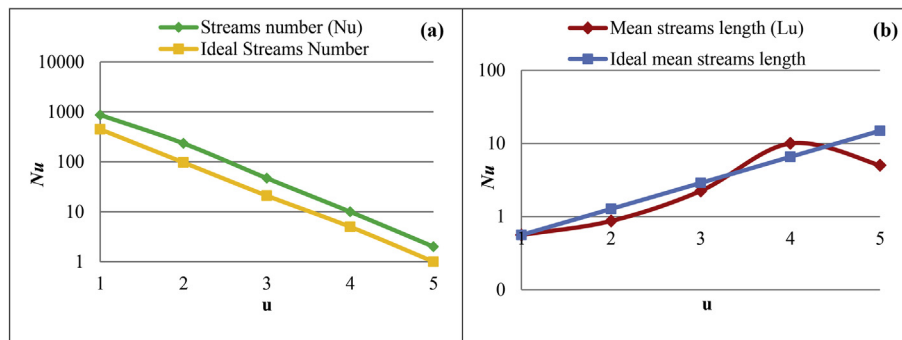 Streams number (Nu)
Ideal Streams Number
(a)
10000
1000
100
10
1
Nu
1 2 3 4 5
u
Mean streams length (Lu)
Ideal mean streams length
(b)
100
10
1
0
Nu
1 2 3 4 5
u